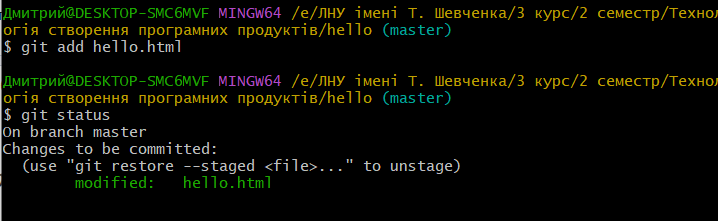 Дмитрий@DESKTOP-SMC6MVF MINGW64 /e/ЛНУ імені Т. Шевченка/3 курс/2 семестр/Технол
огія створення програмних продуктів/hello (master)
$ git add hello.html
Дмитрий@DESKTOP-SMC6MVF MINGW64 /e/ЛНУ імені Т. Шевченка/3 курс/2 семестр/Технол
огія створення програмних продуктів/hello (master)
$ git status
On branch master
Changes to be committed:
  (use "git restore --staged <file>..." to unstage)
        modified:   hello.html